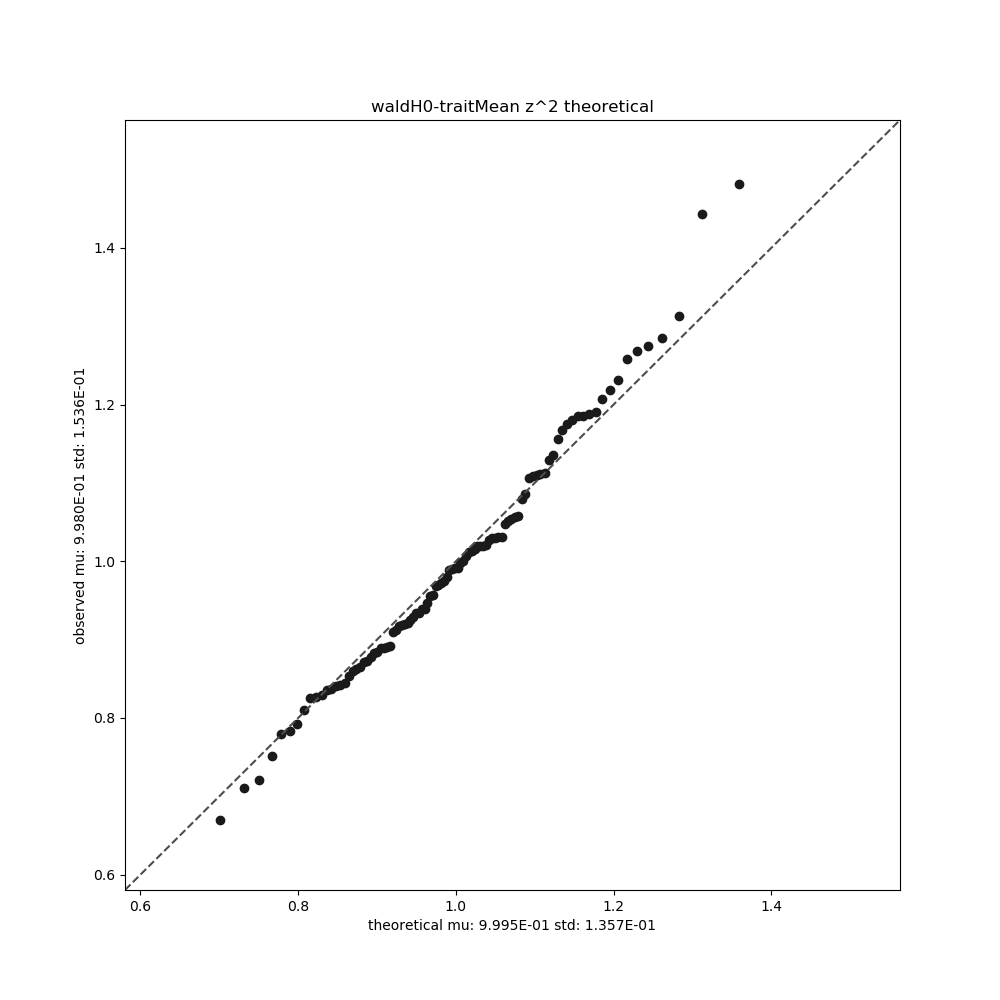 waldH0-traitMean z^2 theoretical
observed mu: 9.980E-01 std: 1.536E-01
1.4
1.2
1.0
0.8
0.6
0.6 0.8 1.0 1.2 1.4
theoretical mu: 9.995E-01 std: 1.357E-01